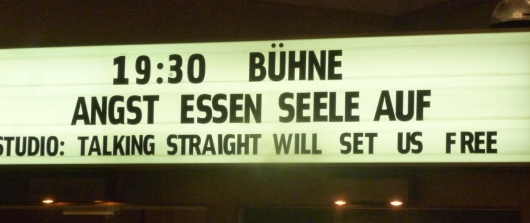 19:30 BÜHNE
ANGST ESSEN SEELE AUF
STUDIO: TALKING STRAIGHT WILL SET US FREE